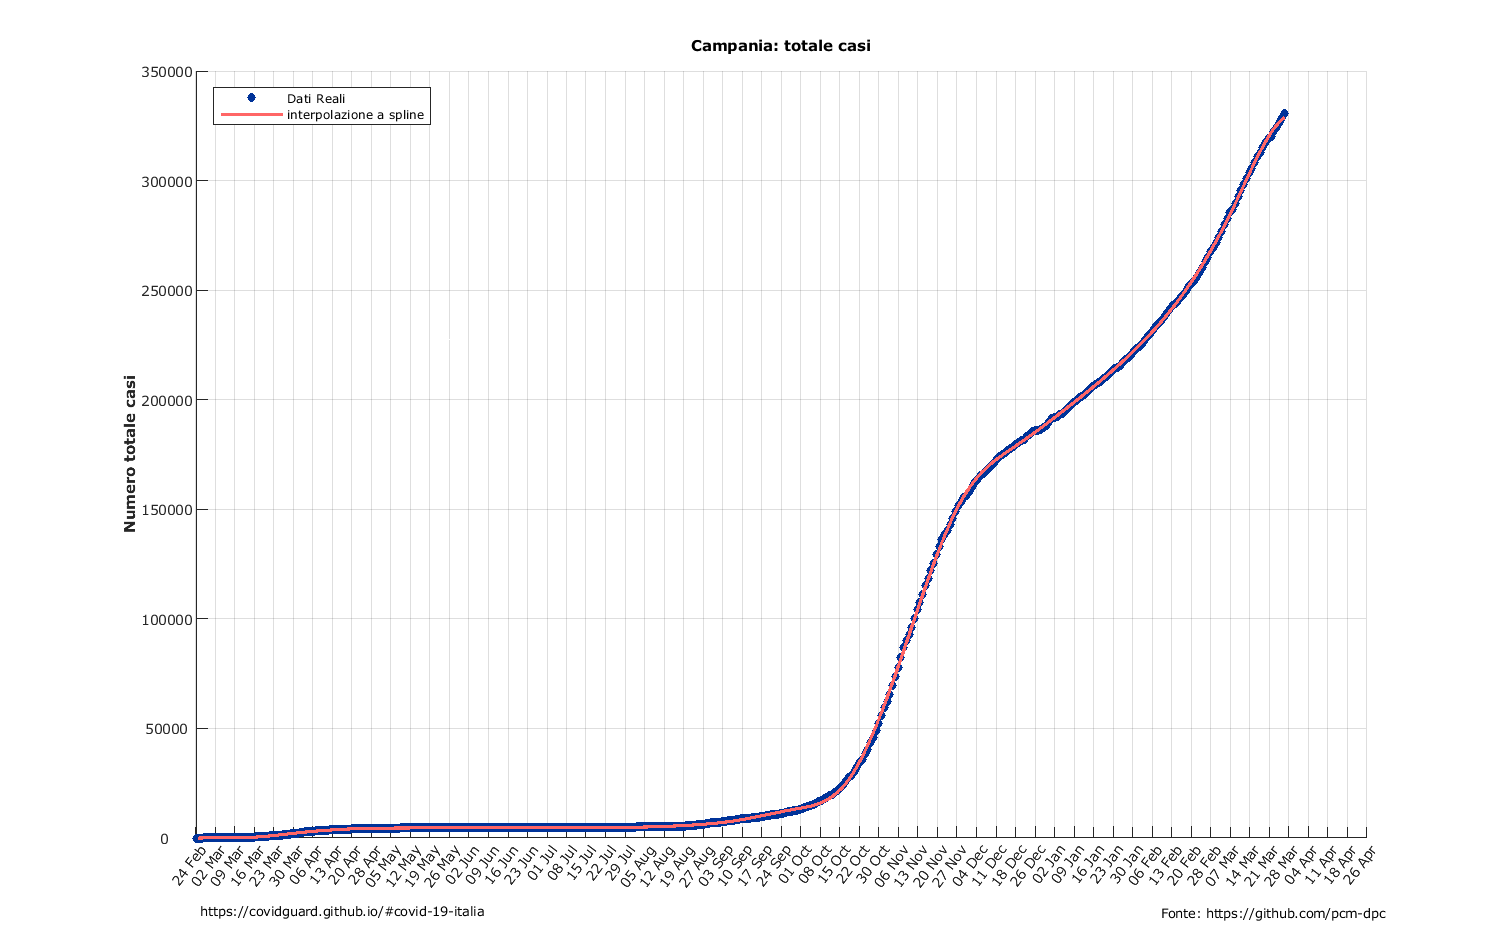 Campania: totale casi
350000
300000
250000
200000
150000
100000
50000
0
Numero totale casi
Dati Reali
interpolazione a spline
24 Feb
02 Mar
09 Mar
16 Mar
23 Mar
30 Mar
06 Apr
13 Apr
20 Apr
28 Apr
05 May
12 May
19 May
26 May
02 Jun
09 Jun
16 Jun
23 Jun
01 Jul
08 Jul
15 Jul
22 Jul
29 Jul
05 Aug
12 Aug
19 Aug
27 Aug
03 Sep
10 Sep
17 Sep
24 Sep
01 Oct
08 Oct
15 Oct
22 Oct
30 Oct
06 Nov
13 Nov
20 Nov
27 Nov
04 Dec
11 Dec
18 Dec
26 Dec
02 Jan
09 Jan
16 Jan
23 Jan
30 Jan
06 Feb
13 Feb
20 Feb
28 Feb
07 Mar
14 Mar
21 Mar
28 Mar
04 Apr
11 Apr
18 Apr
26 Apr
https://covidguard.github.io/#covid-19-italia
Fonte: https://github.com/pcm-dpc